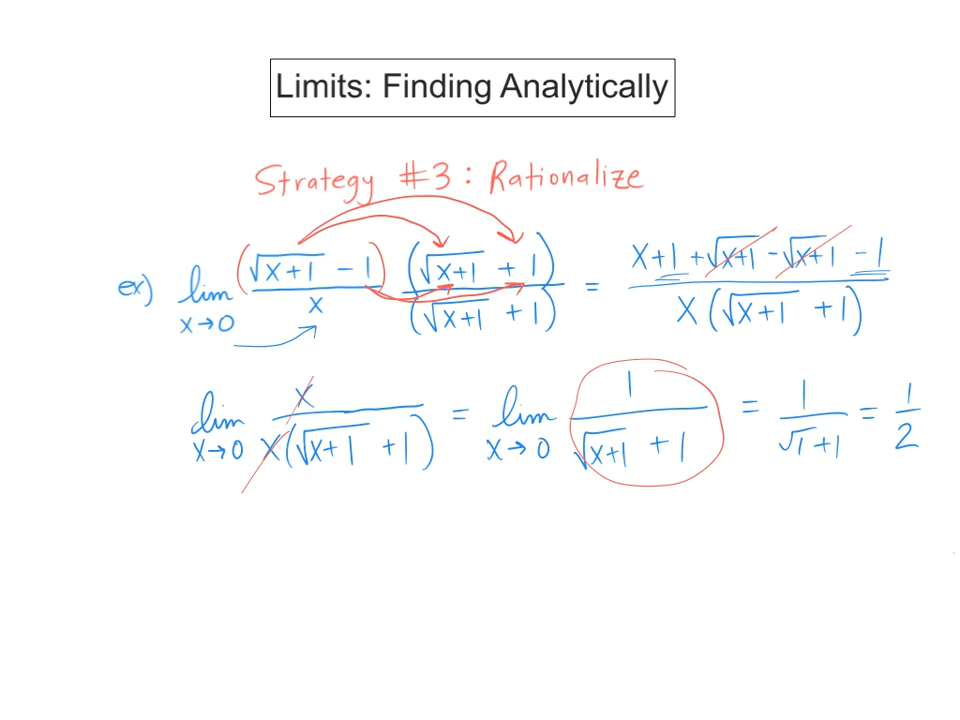 Limits: Finding Analytically
Strategy #3: Rationalize
ex) lim x→0 (√(x+1) - 1)/x (√(x+1) + 1)/(√(x+1) + 1) = (x+1 + √(x+1) - √(x+1) - 1)/(x(√(x+1) + 1))
lim x→0 x/(x(√(x+1) + 1)) = lim x→0 1/(√(x+1) + 1) = 1/(√1 + 1) = 1/2